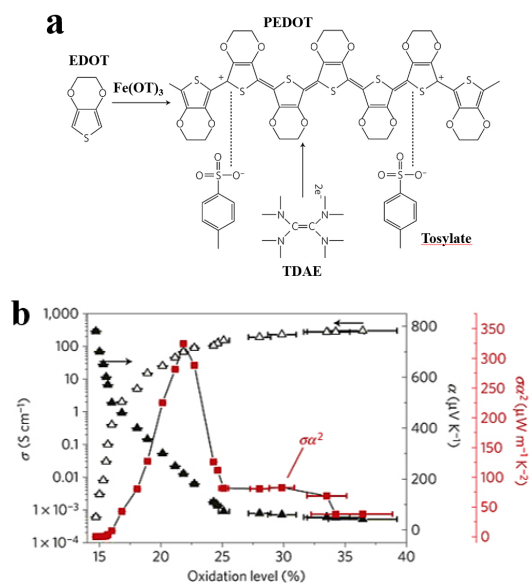 a
PEDOT
EDOT
Fe(OT)₃
S
O
O
+
+
O
O
S
O
S
O⁻
O
S
O⁻
O
O
2e⁻
N
N
C=C
N
N
TDAE
Tosylate
b
1,000
100
10
1
0.1
0.01
1×10⁻³
1×10⁻⁴
σ (S cm⁻¹)
800
600
400
200
0
α (µV K⁻¹)
350
300
250
200
150
100
50
0
σα² (µW m⁻¹ K⁻²)
σα²
15 20 25 30 35 40
Oxidation level (%)